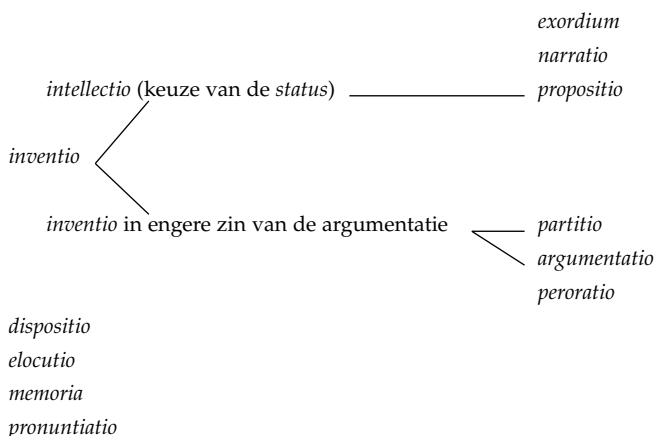 exordium
narratio
intellectio (keuze van de status)
propositio
inventio
inventio in engere zin van de argumentatie
partitio
argumentatio
peroratio
dispositio
elocutio
memoria
pronuntiatio